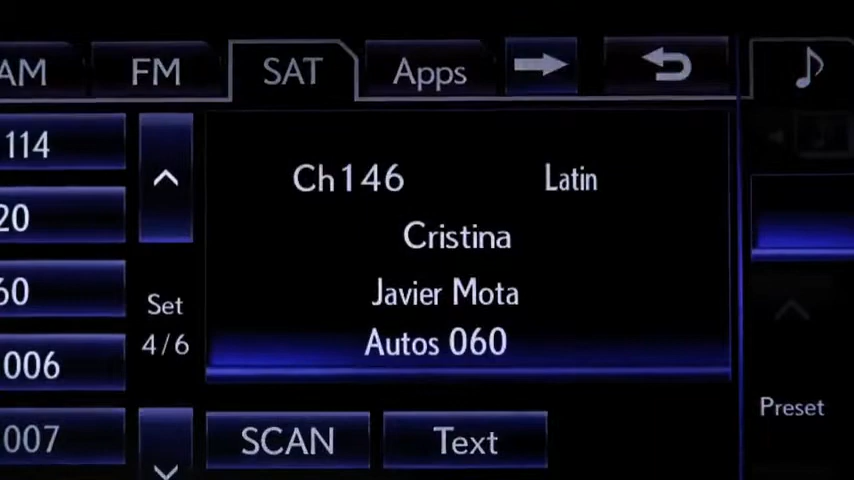 AM FM SAT Apps
114
20
60
006
007
Set
4/6
Ch146 Latin
Cristina
Javier Mota
Autos 060
SCAN Text
Preset